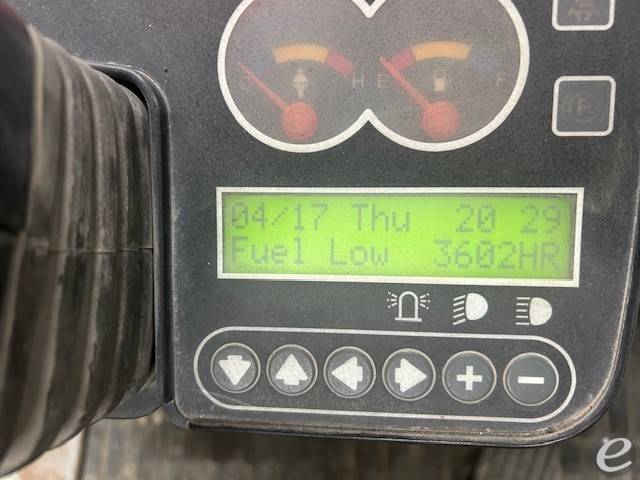 C H E F
F
04/17 Thu 20 29
Fuel Low 3602HR
+ −
e